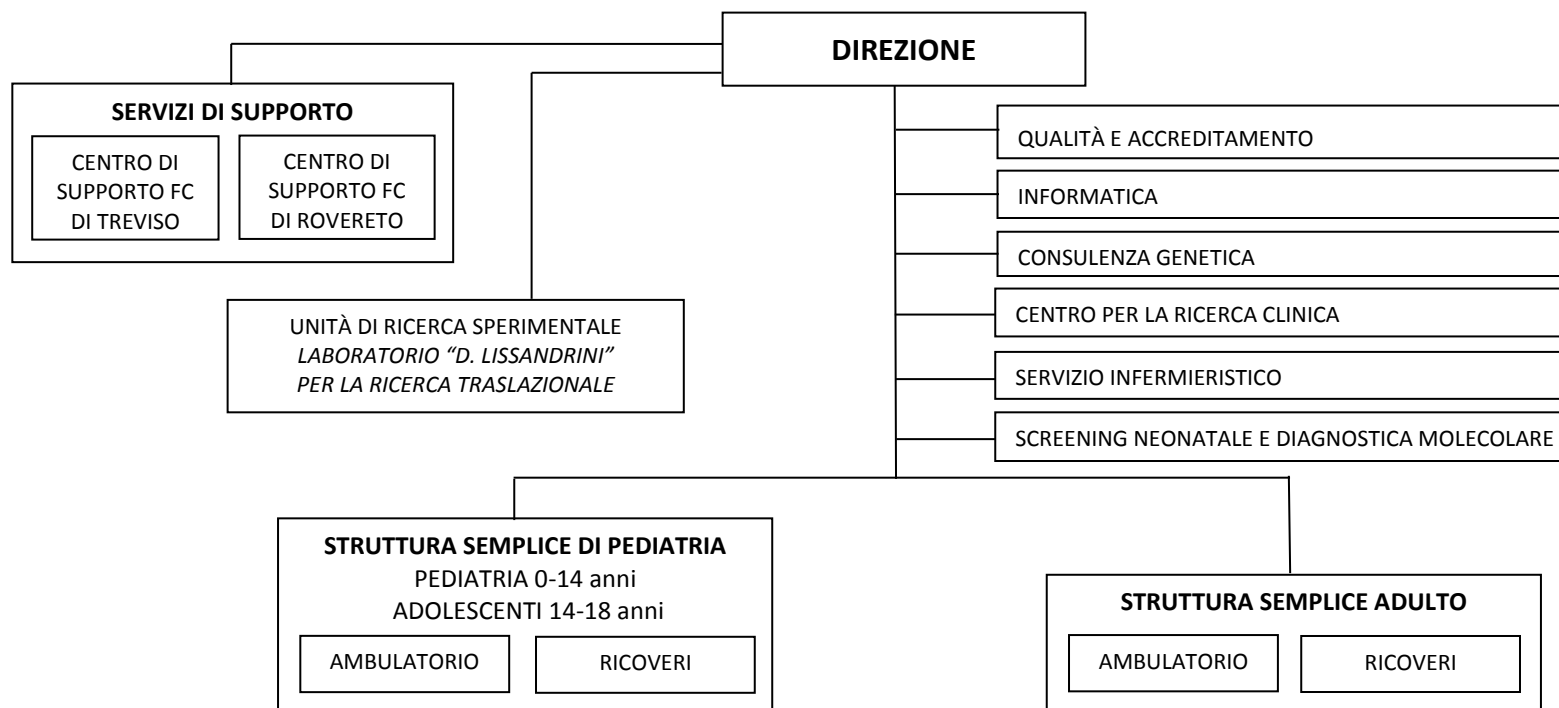 DIREZIONE
SERVIZI DI SUPPORTO
CENTRO DI
SUPPORTO FC
DI TREVISO
CENTRO DI
SUPPORTO FC
DI ROVERETO
UNITÀ DI RICERCA SPERIMENTALE
LABORATORIO “D. LISSANDRINI”
PER LA RICERCA TRASLAZIONALE
QUALITÀ E ACCREDITAMENTO
INFORMATICA
CONSULENZA GENETICA
CENTRO PER LA RICERCA CLINICA
SERVIZIO INFERMIERISTICO
SCREENING NEONATALE E DIAGNOSTICA MOLECOLARE
STRUTTURA SEMPLICE DI PEDIATRIA
PEDIATRIA 0-14 anni
ADOLESCENTI 14-18 anni
AMBULATORIO
RICOVERI
STRUTTURA SEMPLICE ADULTO
AMBULATORIO
RICOVERI